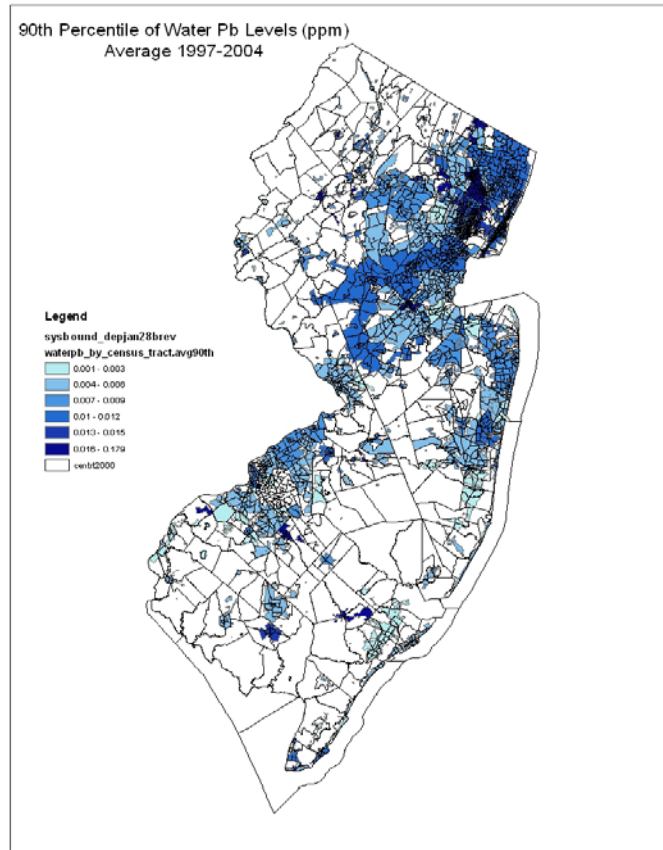 90th Percentile of Water Pb Levels (ppm)
Average 1997-2004
Legend
sysbound_depjan28brev
waterpb_by_census_tract.avg90th
0.001 - 0.003
0.004 - 0.006
0.007 - 0.009
0.01 - 0.012
0.013 - 0.015
0.016 - 0.179
cenbt2000